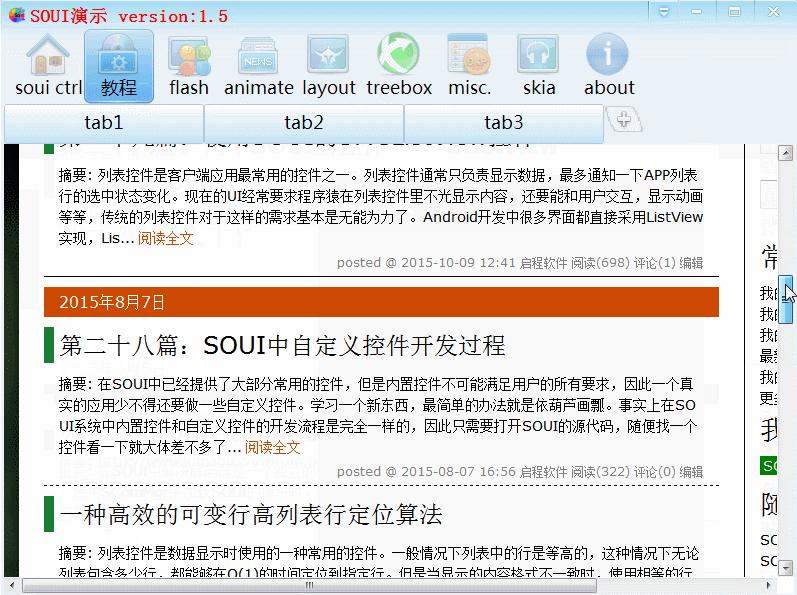 SOUI演示 version:1.5
soui ctrl 教程 flash animate layout treebox misc. skia about
NEWS
tab1 tab2 tab3
摘要: 列表控件是客户端应用最常用的控件之一。列表控件通常只负责显示数据，最多通知一下APP列表
行的选中状态变化。现在的UI经常要求程序猿在列表控件里不光显示内容，还要能和用户交互，显示动画
等等，传统的列表控件对于这样的需求基本是无能为力了。Android开发中很多界面都直接采用ListView
实现，Lis... 阅读全文
posted @ 2015-10-09 12:41 启程软件 阅读(698) 评论(1) 编辑
2015年8月7日
第二十八篇：SOUI中自定义控件开发过程
摘要: 在SOUI中已经提供了大部分常用的控件，但是内置控件不可能满足用户的所有要求，因此一个真
实的应用少不得还要做一些自定义控件。学习一个新东西，最简单的办法就是依葫芦画瓢。事实上在SO
UI系统中内置控件和自定义控件的开发流程是完全一样的，因此只需要打开SOUI的源代码，随便找一个
控件看一下就大体差不多了... 阅读全文
posted @ 2015-08-07 16:56 启程软件 阅读(322) 评论(0) 编辑
一种高效的可变行高列表行定位算法
摘要: 列表控件是数据显示时使用的一种常用的控件。一般情况下列表中的行是等高的，这种情况下无论
列表包含多少行，都能够在O(1)的时间定位到指定行。但是当显示的内容格式不一致时，使用相等的行
常
我的
我的
我的
最新
我的
更多
我
SO
随
SO
SO